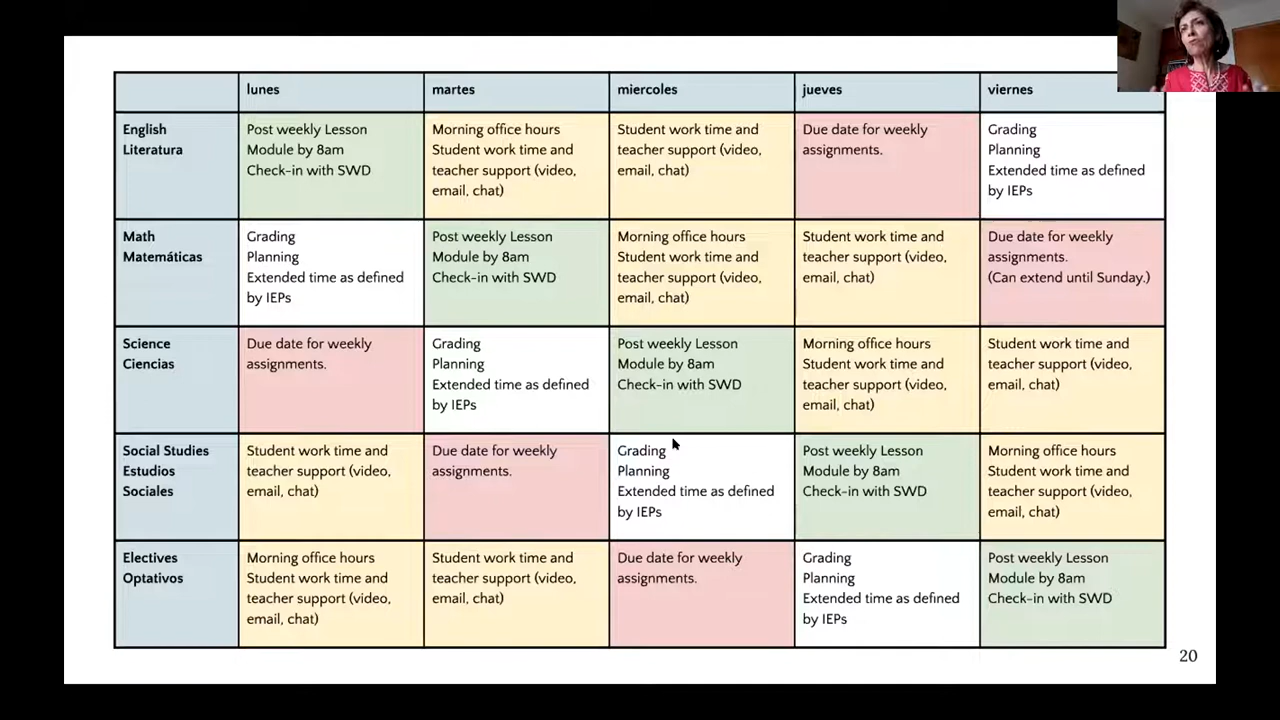 lunes
martes
miercoles
jueves
viernes
English
Literatura
Post weekly Lesson
Module by 8am
Check-in with SWD
Morning office hours
Student work time and
teacher support (video,
email, chat)
Student work time and
teacher support (video,
email, chat)
Due date for weekly
assignments.
Grading
Planning
Extended time as defined
by IEPs
Math
Matemáticas
Grading
Planning
Extended time as defined
by IEPs
Post weekly Lesson
Module by 8am
Check-in with SWD
Morning office hours
Student work time and
teacher support (video,
email, chat)
Student work time and
teacher support (video,
email, chat)
Due date for weekly
assignments.
(Can extend until Sunday.)
Science
Ciencias
Due date for weekly
assignments.
Grading
Planning
Extended time as defined
by IEPs
Post weekly Lesson
Module by 8am
Check-in with SWD
Morning office hours
Student work time and
teacher support (video,
email, chat)
Student work time and
teacher support (video,
email, chat)
Social Studies
Estudios
Sociales
Student work time and
teacher support (video,
email, chat)
Due date for weekly
assignments.
Grading
Planning
Extended time as defined
by IEPs
Post weekly Lesson
Module by 8am
Check-in with SWD
Morning office hours
Student work time and
teacher support (video,
email, chat)
Electives
Optativos
Morning office hours
Student work time and
teacher support (video,
email, chat)
Student work time and
teacher support (video,
email, chat)
Due date for weekly
assignments.
Grading
Planning
Extended time as defined
by IEPs
Post weekly Lesson
Module by 8am
Check-in with SWD
20